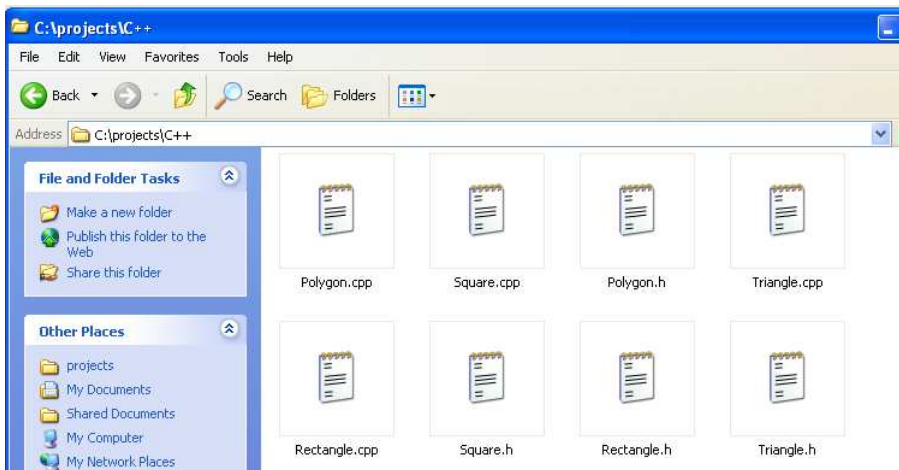 C:\projects\C++
File Edit View Favorites Tools Help
Back Search Folders
Address C:\projects\C++
File and Folder Tasks
Make a new folder
Publish this folder to the
Web
Share this folder
Other Places
projects
My Documents
Shared Documents
My Computer
My Network Places
Polygon.cpp Square.cpp Polygon.h Triangle.cpp
Rectangle.cpp Square.h Rectangle.h Triangle.h